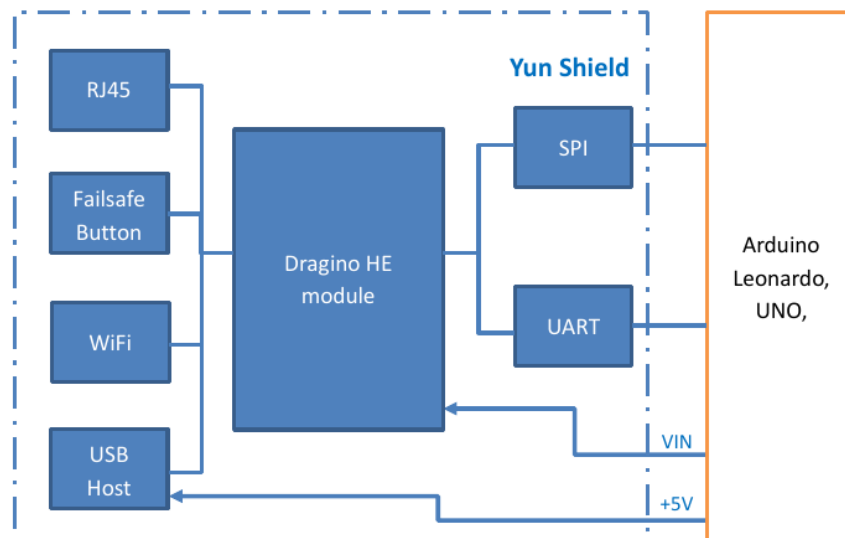 Yun Shield
RJ45
SPI
Failsafe
Button
Dragino HE
module
Arduino
Leonardo,
UNO,
WiFi
UART
USB
Host
VIN
+5V